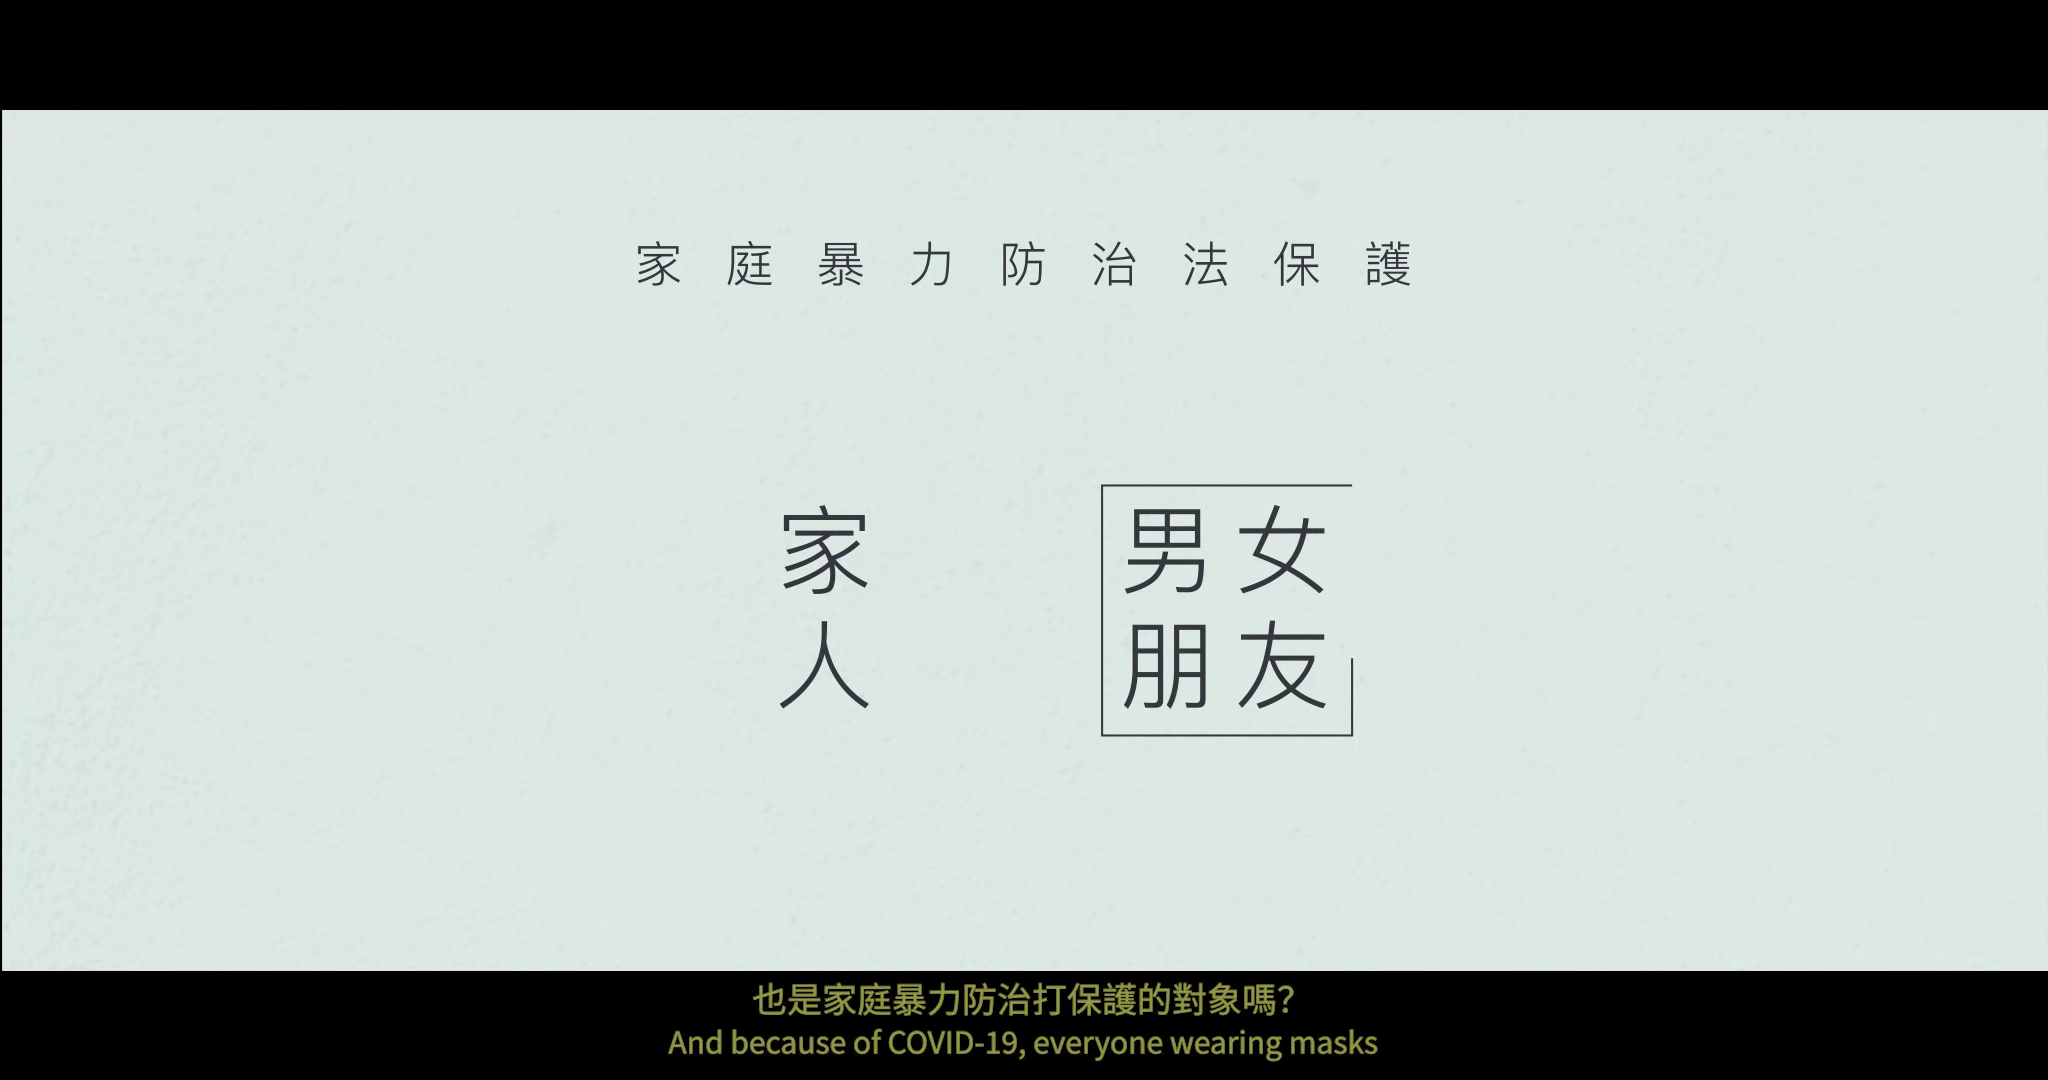 家庭暴力防治法保護
家人
男女
朋友
也是家庭暴力防治打保護的對象嗎？
And because of COVID-19, everyone wearing masks